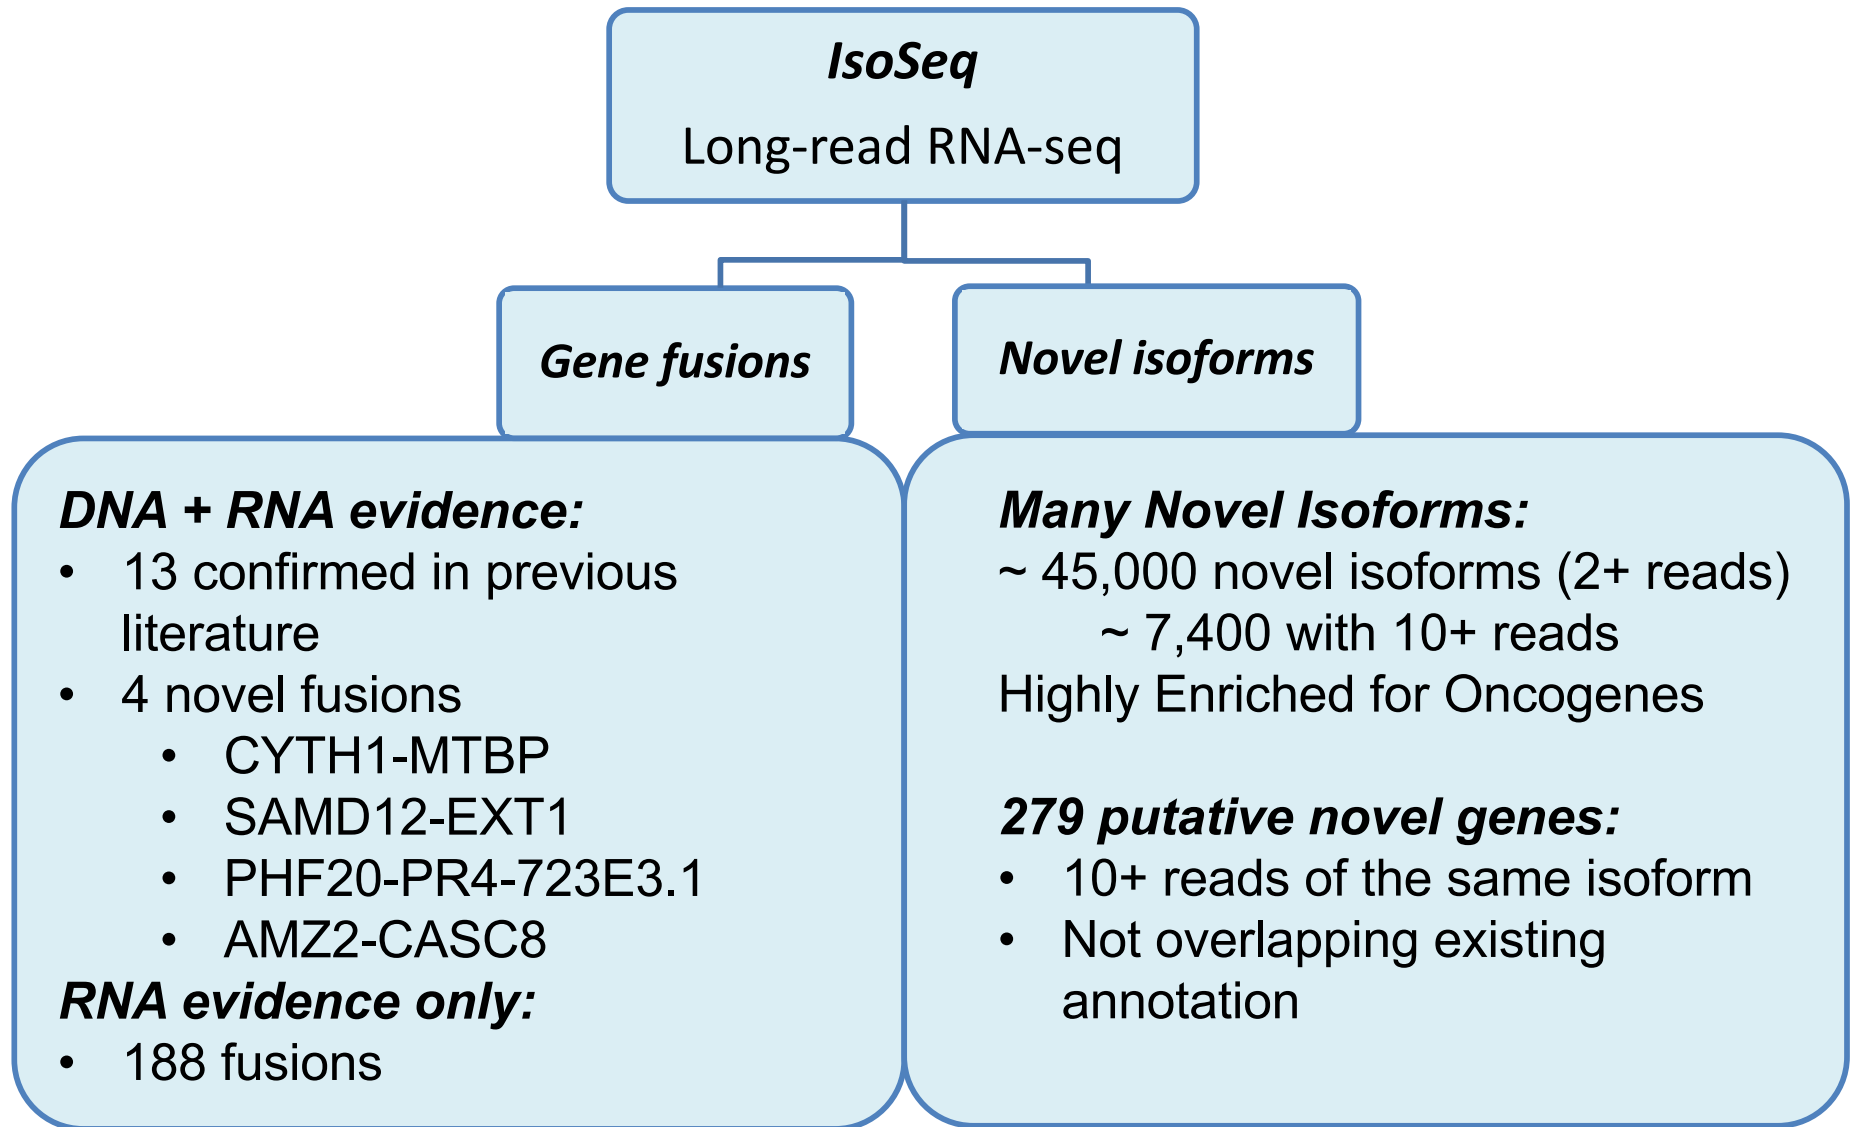 IsoSeq
Long-read RNA-seq
Gene fusions
Novel isoforms
DNA + RNA evidence:
• 13 confirmed in previous
literature
• 4 novel fusions
• CYTH1-MTBP
• SAMD12-EXT1
• PHF20-PR4-723E3.1
• AMZ2-CASC8
RNA evidence only:
• 188 fusions
Many Novel Isoforms:
~ 45,000 novel isoforms (2+ reads)
~ 7,400 with 10+ reads
Highly Enriched for Oncogenes
279 putative novel genes:
• 10+ reads of the same isoform
• Not overlapping existing
annotation